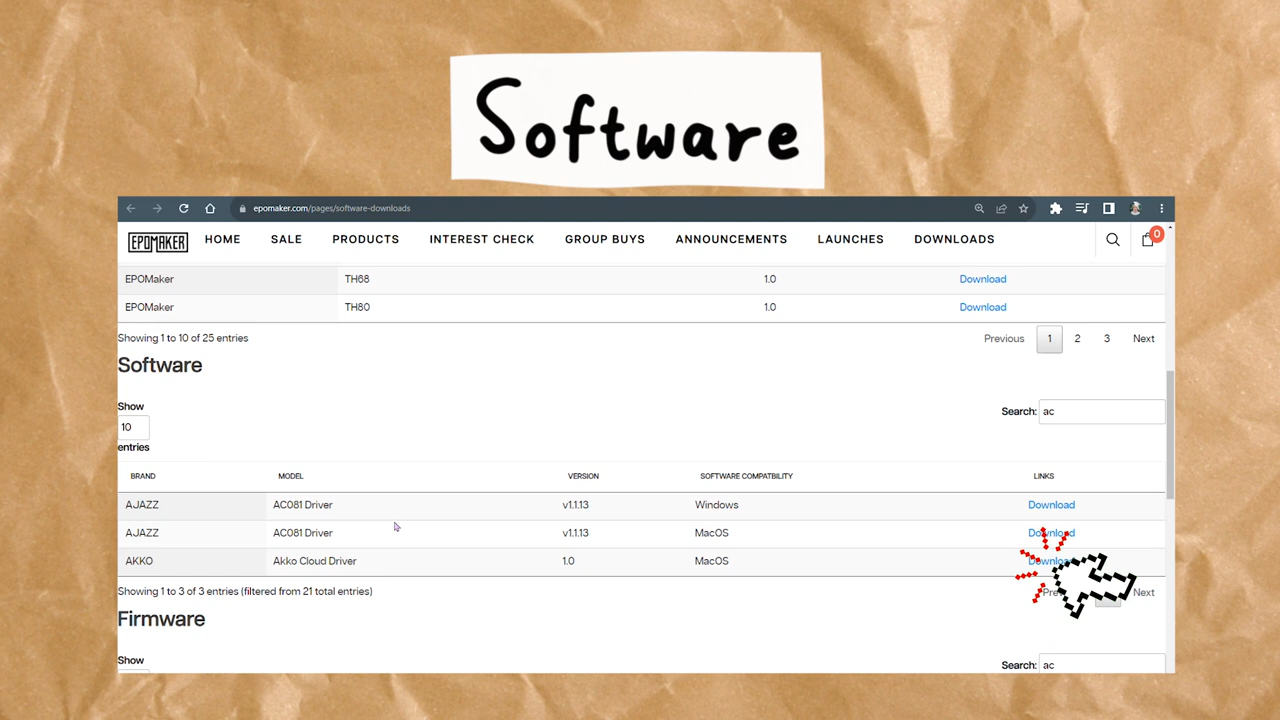 Software
epomaker.com/pages/software-downloads
EPOMAKER HOME SALE PRODUCTS INTEREST CHECK GROUP BUYS ANNOUNCEMENTS LAUNCHES DOWNLOADS 0
EPOMaker TH68 1.0 Download
EPOMaker TH80 1.0 Download
Showing 1 to 10 of 25 entries Previous 1 2 3 Next
Software
Show
10
entries
Search: ac
BRAND MODEL VERSION SOFTWARE COMPATBILITY LINKS
AJAZZ AC081 Driver v1.1.13 Windows Download
AJAZZ AC081 Driver v1.1.13 MacOS Download
AKKO Akko Cloud Driver 1.0 MacOS Download
Showing 1 to 3 of 3 entries (filtered from 21 total entries) Next
Firmware
Show
Search: ac